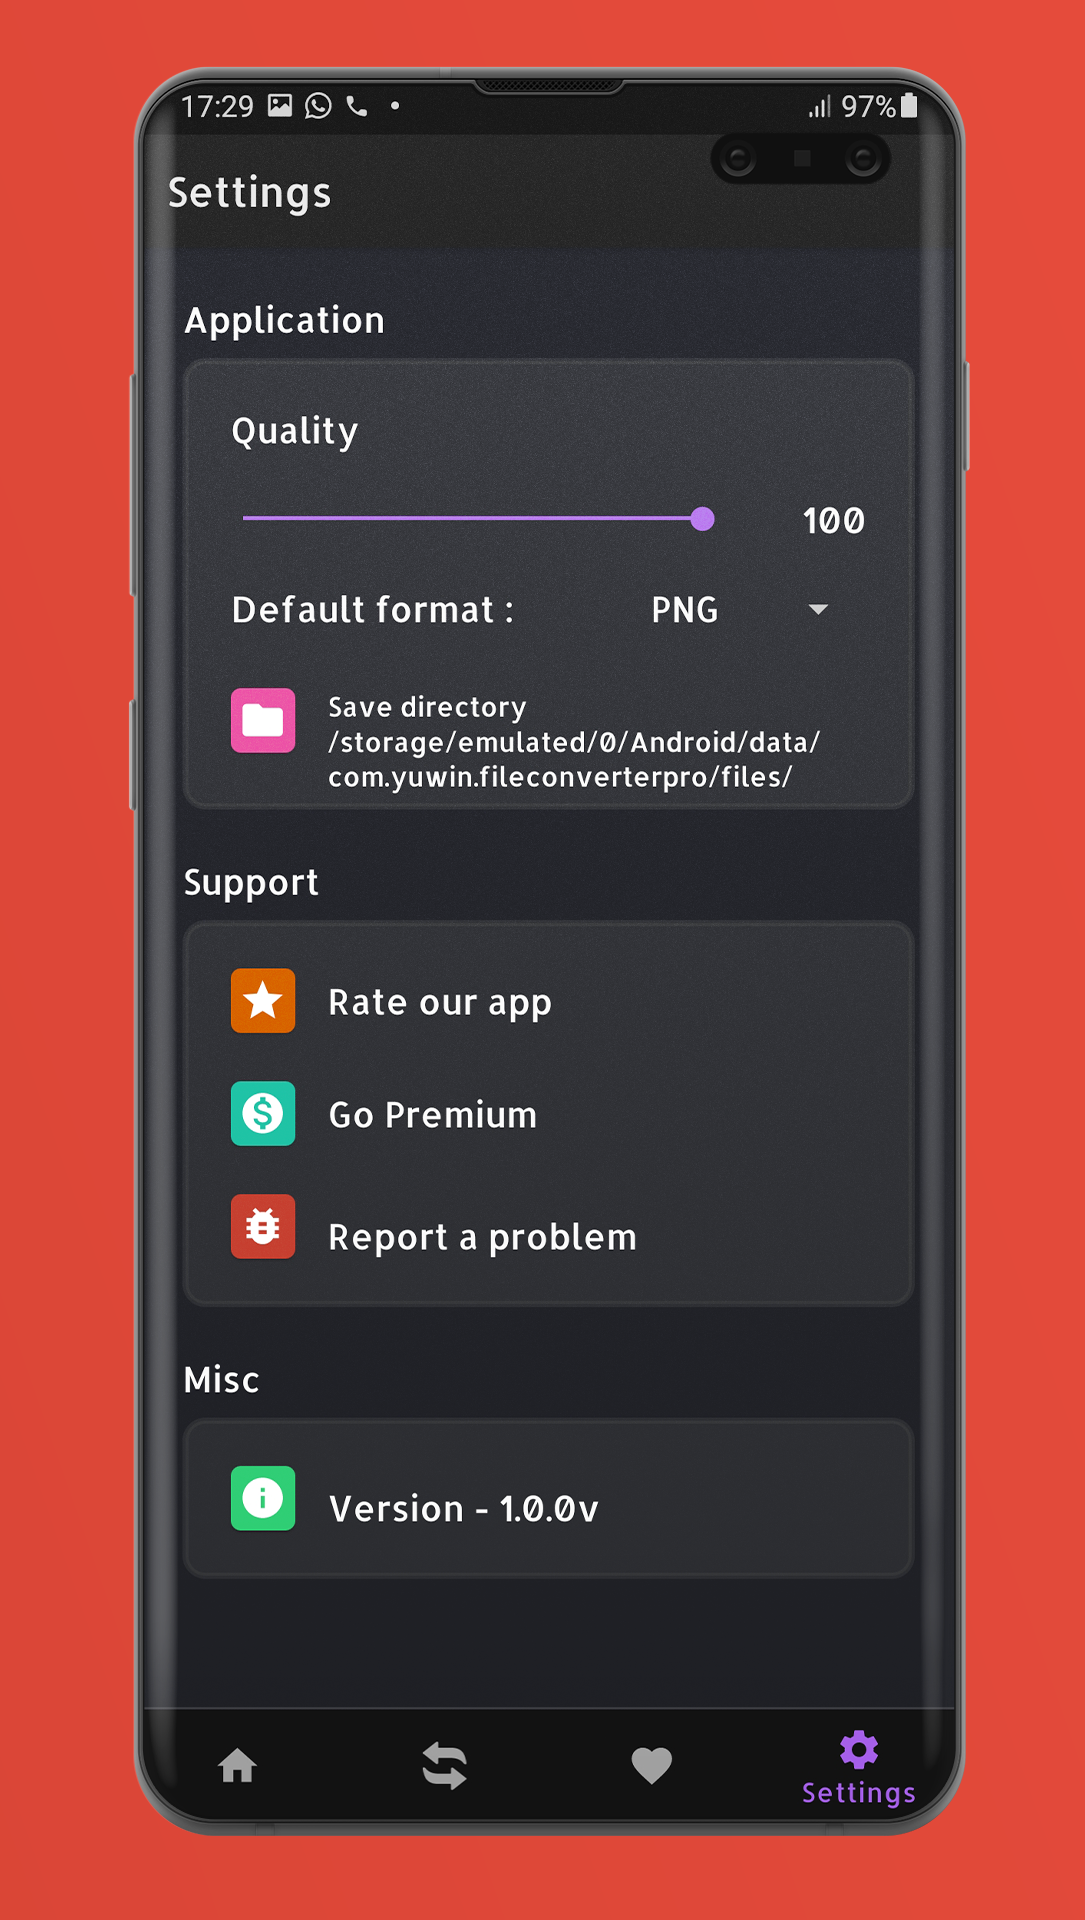 17:29 97%
Settings
Application
Quality
100
Default format : PNG
Save directory
/storage/emulated/0/Android/data/
com.yuwin.fileconverterpro/files/
Support
Rate our app
Go Premium
Report a problem
Misc
Version - 1.0.0v
Settings